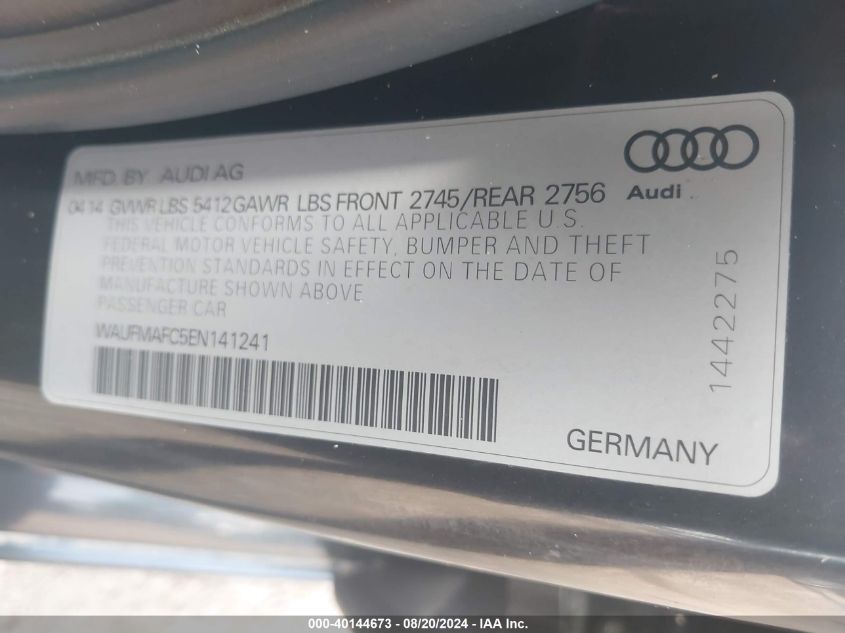 MFD. BY AUDI AG
04 14 GVWR LBS 5412 GAWR LBS FRONT 2745/REAR 2756
THIS VEHICLE CONFORMS TO ALL APPLICABLE U.S.
FEDERAL MOTOR VEHICLE SAFETY, BUMPER AND THEFT
PREVENTION STANDARDS IN EFFECT ON THE DATE OF
MANUFACTURE SHOWN ABOVE
PASSENGER CAR
WAUFMAFC5EN141241
Audi
1442275
GERMANY
000-40144673 / 08/20/2024 - © IAA Inc.